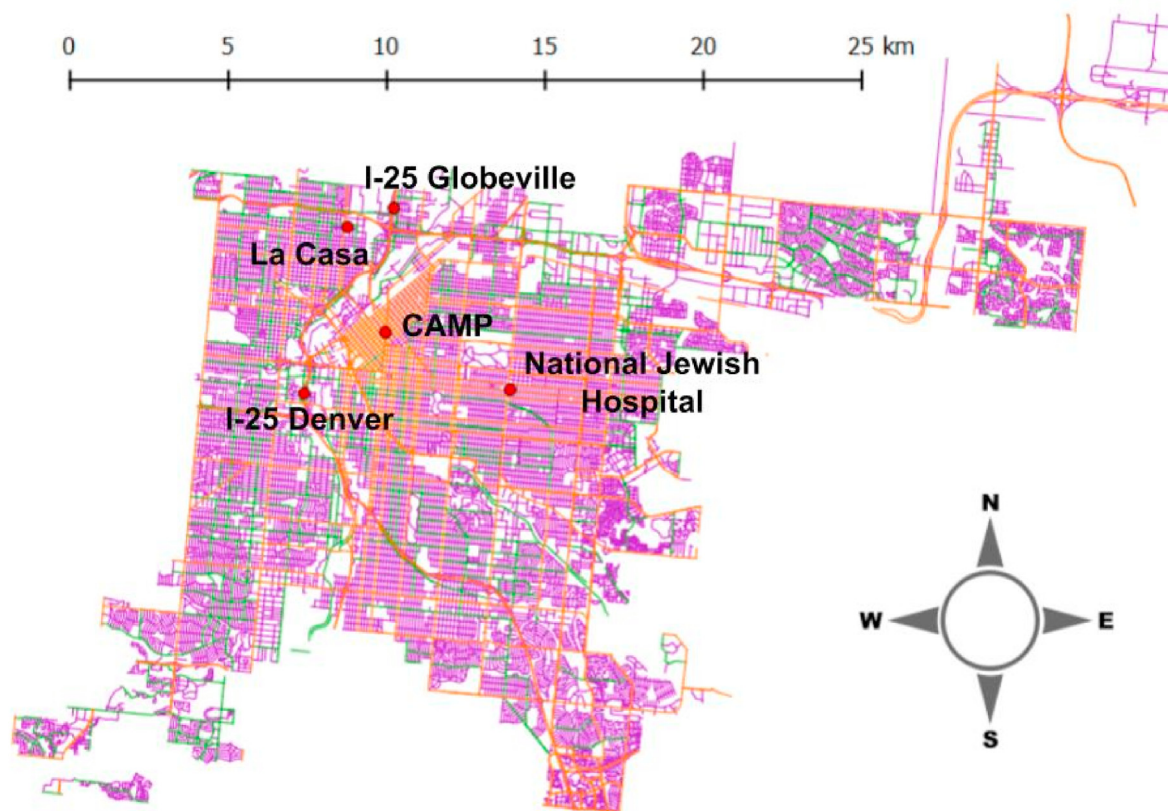 0 5 10 15 20 25 km
I-25 Globeville
La Casa
CAMP
National Jewish
Hospital
I-25 Denver
N
W E
S